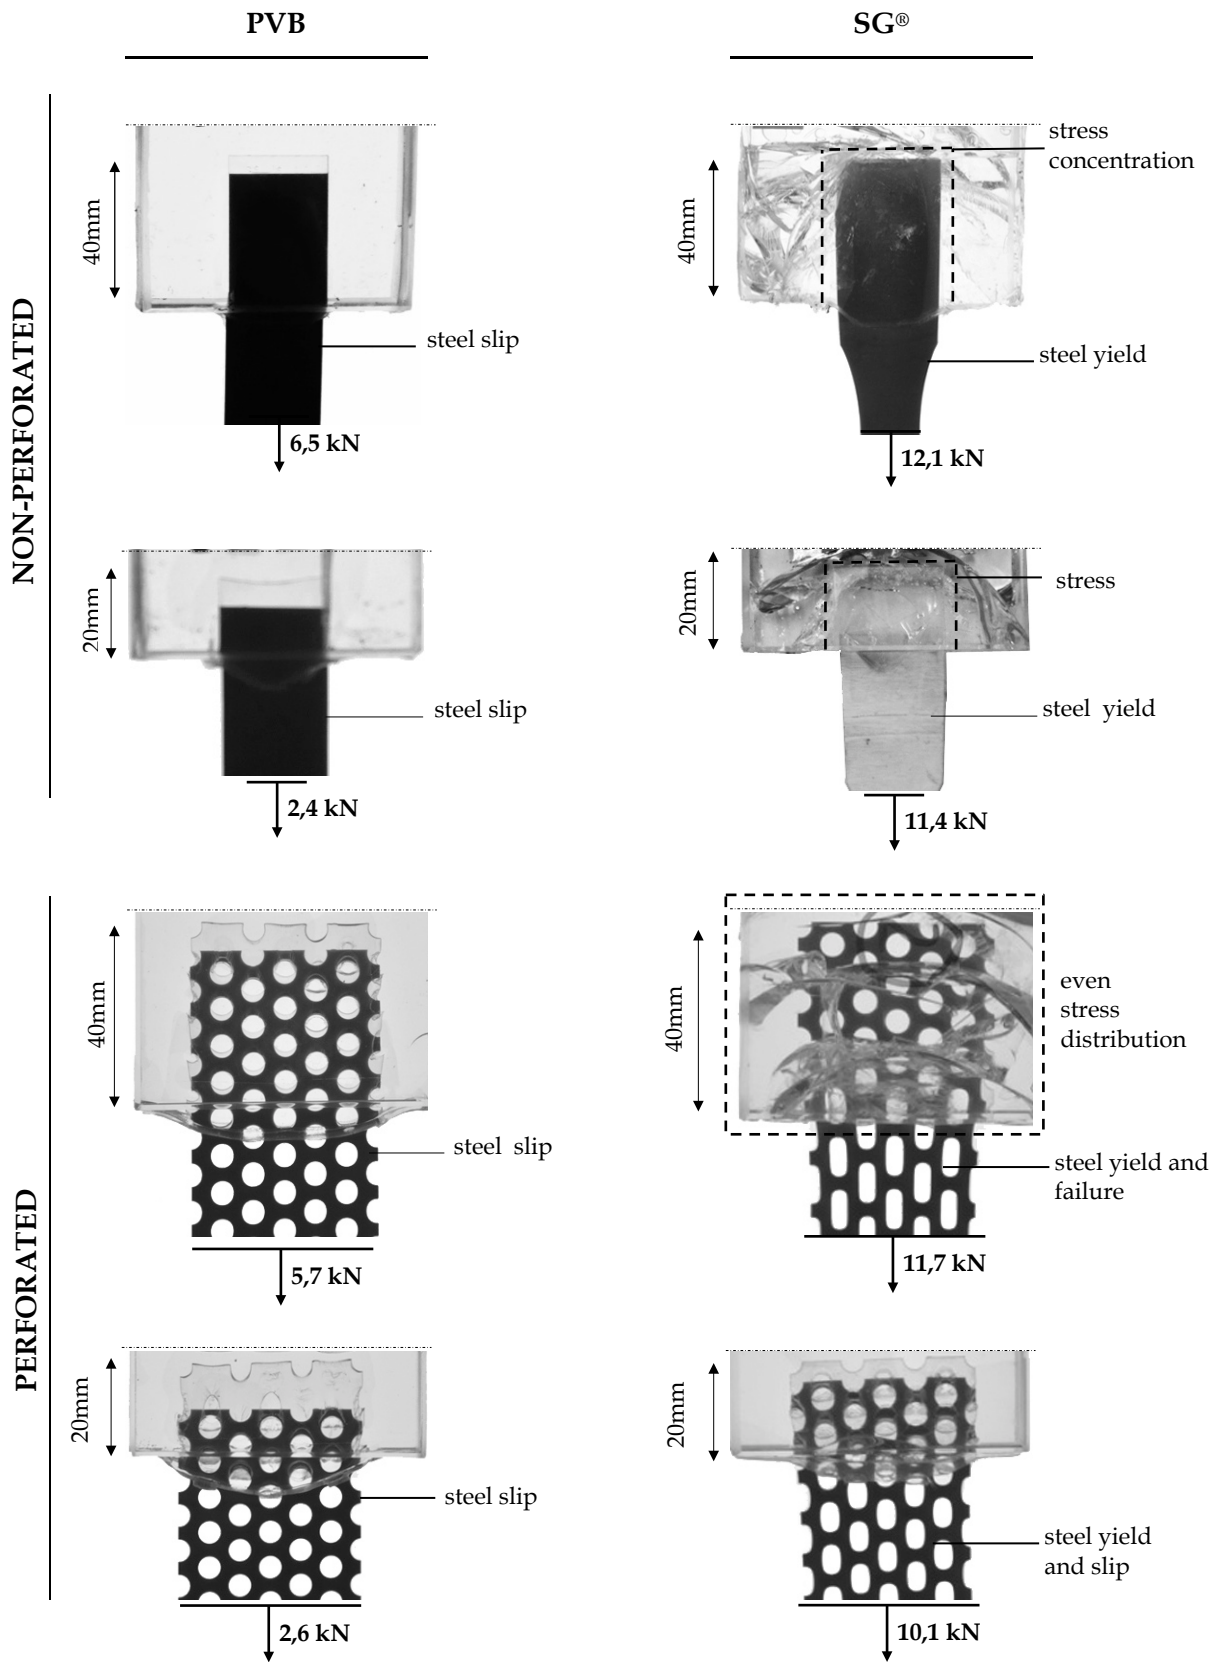 PVB
SG®
NON-PERFORATED
40mm
steel slip
6,5 kN
40mm
stress
concentration
steel yield
12,1 kN
20mm
steel slip
2,4 kN
20mm
stress
steel yield
11,4 kN
PERFORATED
40mm
steel slip
5,7 kN
40mm
even
stress
distribution
steel yield and
failure
11,7 kN
20mm
steel slip
2,6 kN
20mm
steel yield
and slip
10,1 kN